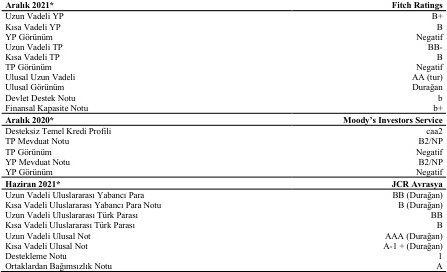 Aralık 2021* Fitch Ratings
Uzun Vadeli YP B+
Kısa Vadeli YP B
YP Görünüm Negatif
Uzun Vadeli TP BB-
Kısa Vadeli TP B
TP Görünüm Negatif
Ulusal Uzun Vadeli AA (tur)
Ulusal Görünüm Durağan
Devlet Destek Notu b
Finansal Kapasite Notu b+
Aralık 2020* Moody's Investors Service
Desteksiz Temel Kredi Profili caa2
TP Mevduat Notu B2/NP
TP Görünüm Negatif
YP Mevduat Notu B2/NP
YP Görünüm Negatif
Haziran 2021* JCR Avrasya
Uzun Vadeli Uluslararası Yabancı Para BB (Durağan)
Kısa Vadeli Uluslararası Yabancı Para Notu B (Durağan)
Uzun Vadeli Uluslararası Türk Parası BB
Kısa Vadeli Uluslararası Türk Parası B
Uzun Vadeli Ulusal Not AAA (Durağan)
Kısa Vadeli Ulusal Not A-1 + (Durağan)
Destekleme Notu 1
Ortaklardan Bağımsızlık Notu A